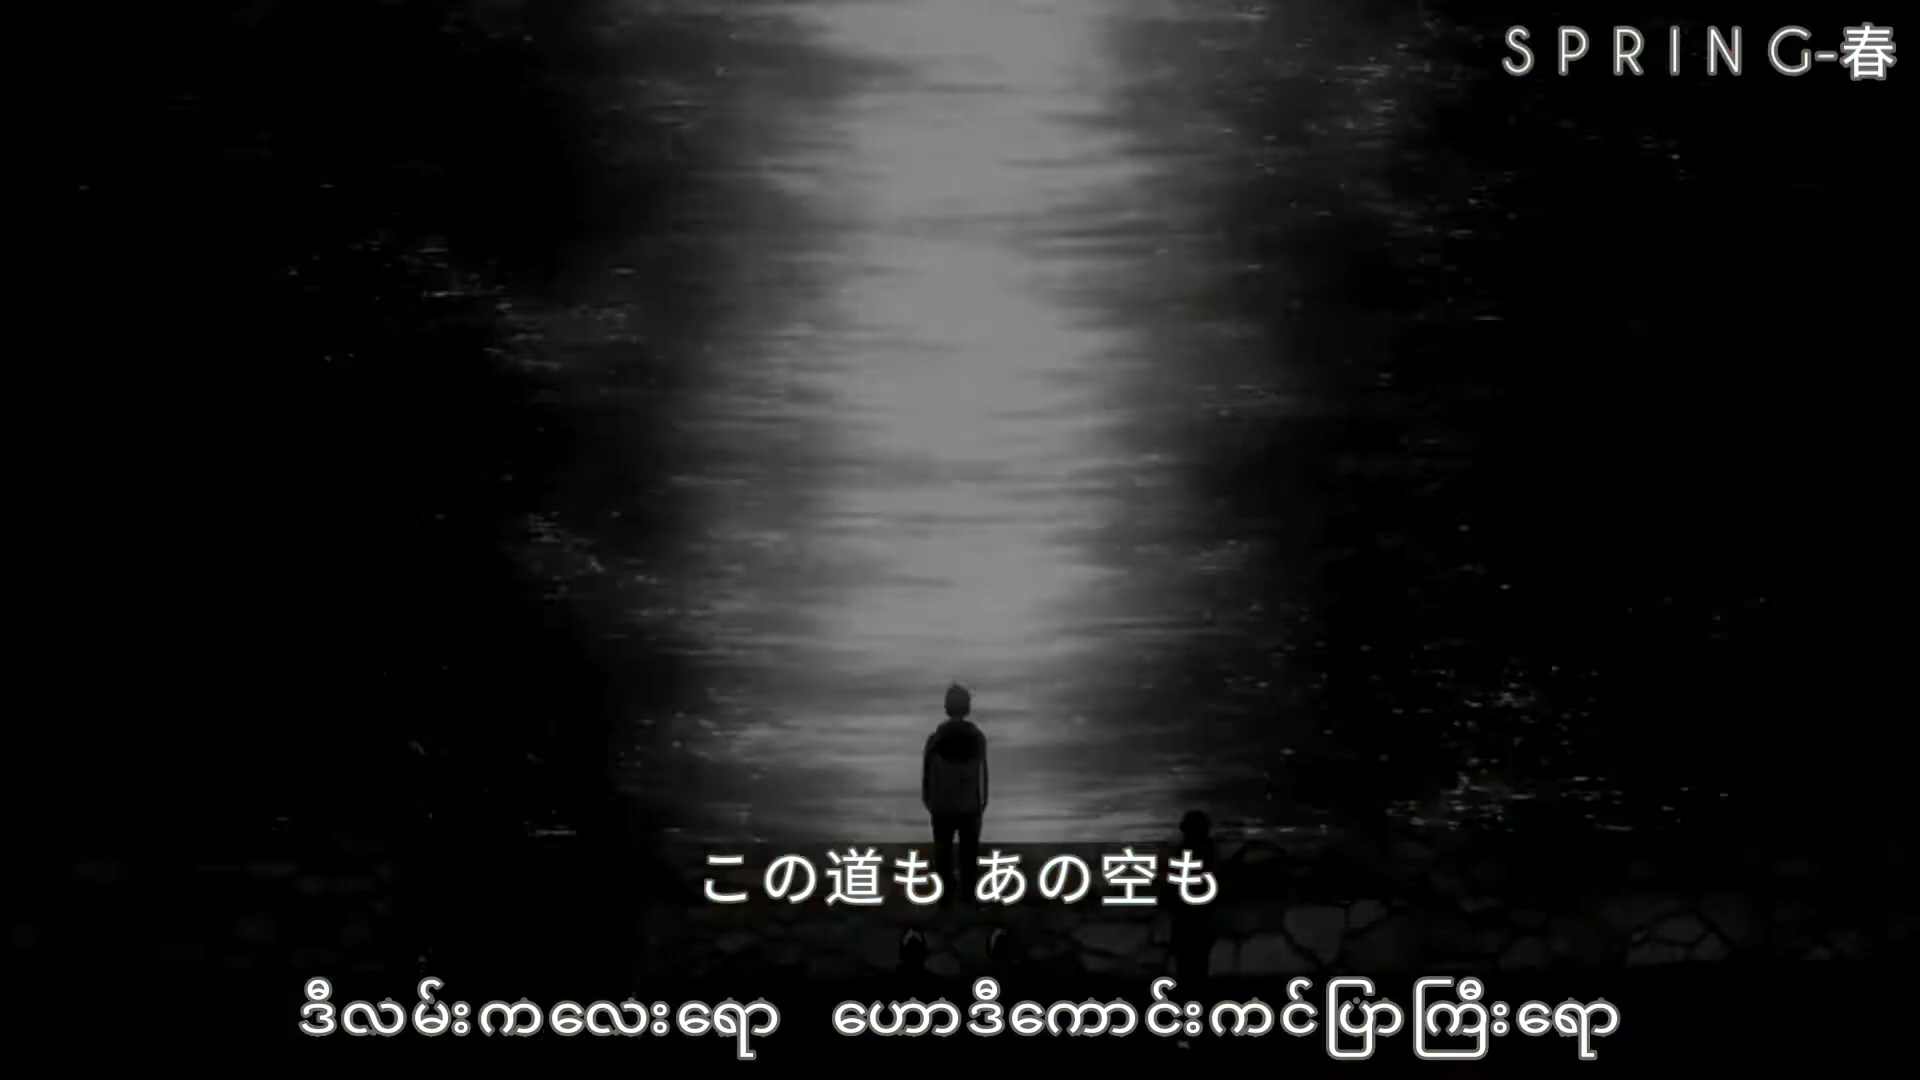 S P R I N G-春
この道も あの空も
ဒီလမ်းကလေးရော ဟောဒီကောင်းကင်ပြာကြီးရော